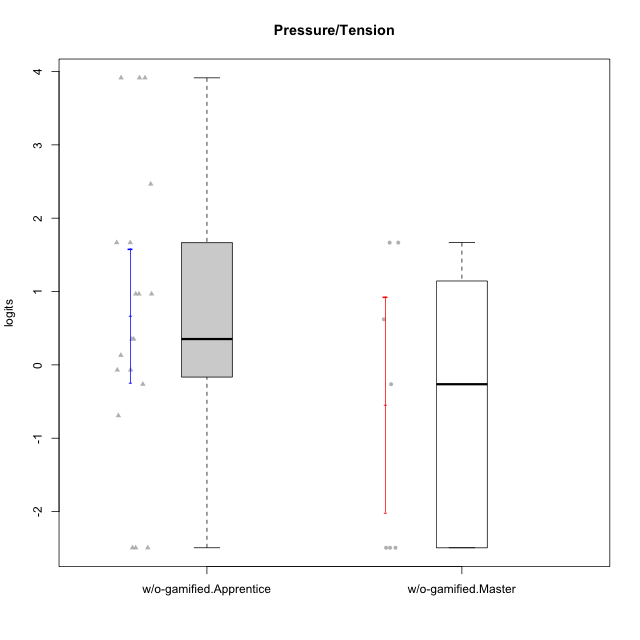 Pressure/Tension
logits
4
3
2
1
0
-1
-2
w/o-gamified.Apprentice
w/o-gamified.Master